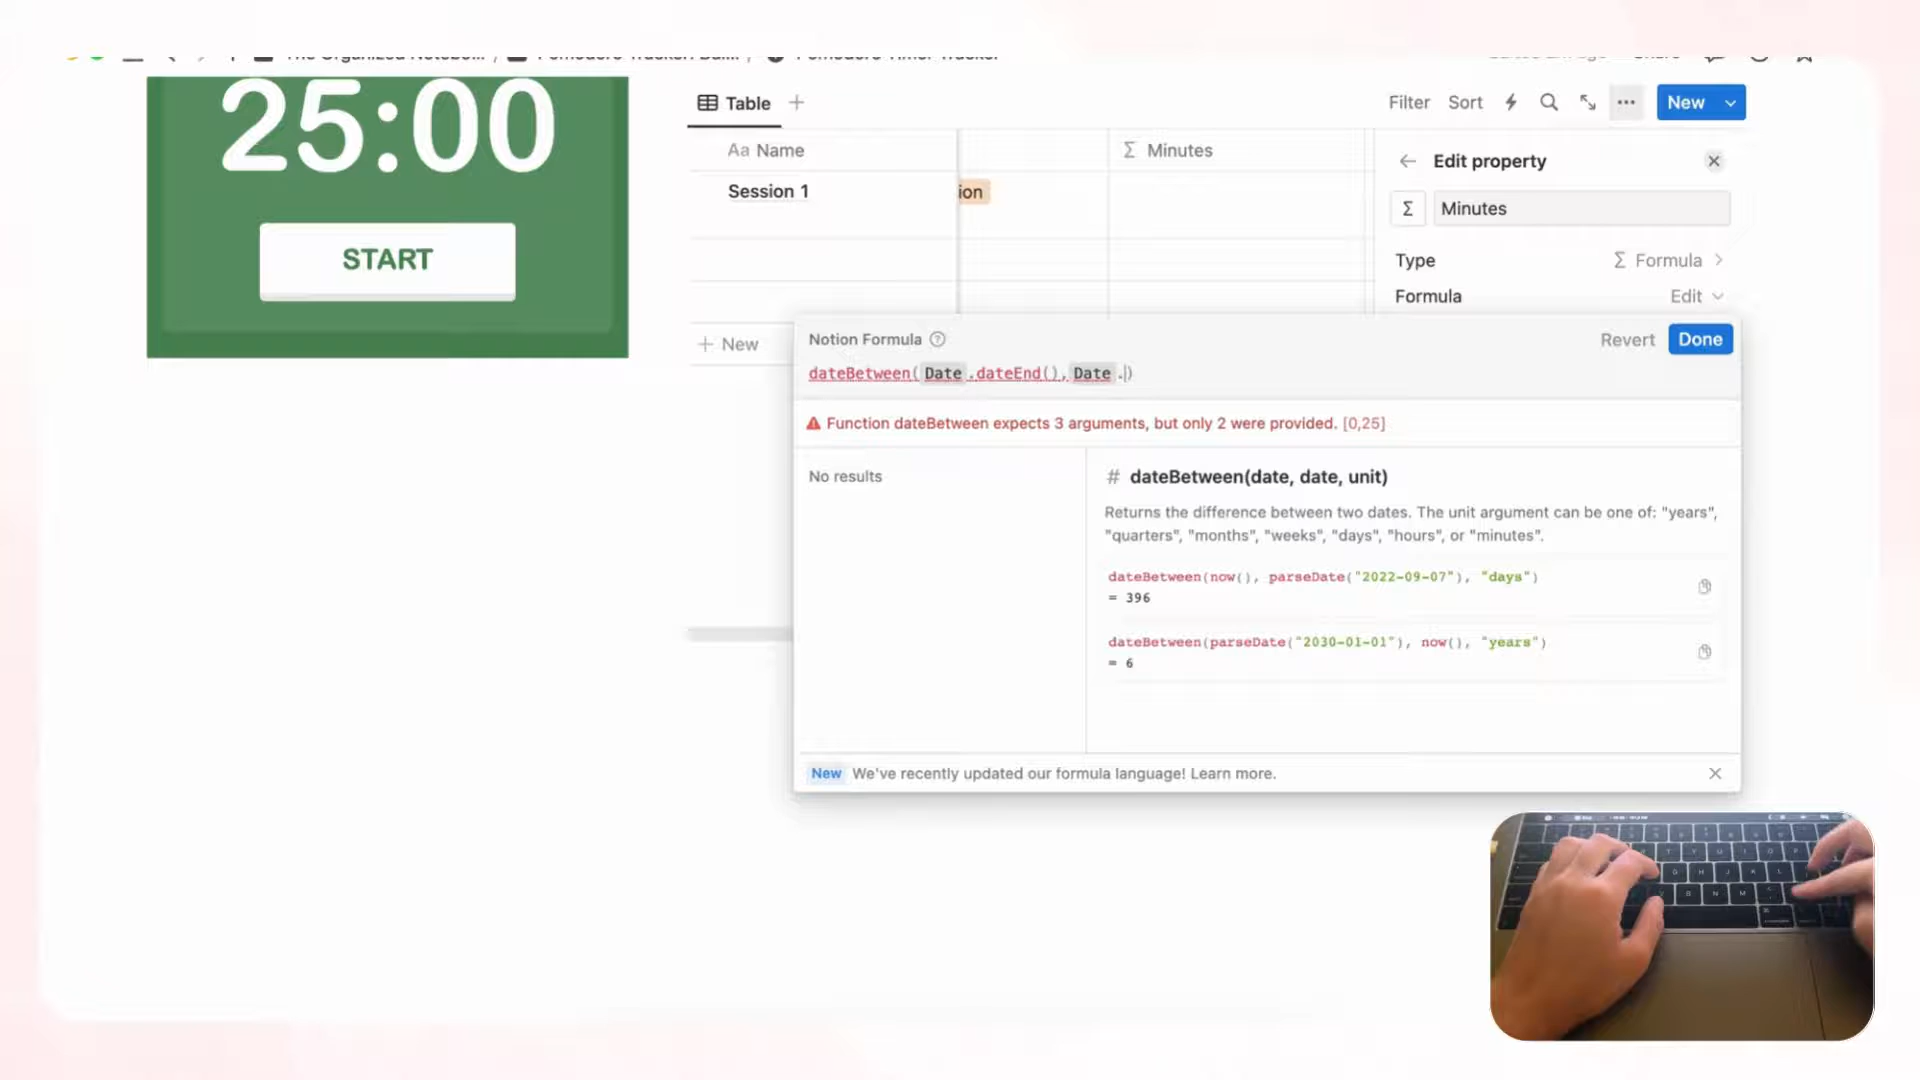 25:00
START
Table
Filter Sort
New
Aa Name
Σ Minutes
Session 1
ion
+ New
Edit property
Σ Minutes
Type
Σ Formula
Formula
Edit
Notion Formula
Revert
Done
dateBetween( Date .dateEnd(), Date .)
Function dateBetween expects 3 arguments, but only 2 were provided. [0,25]
No results
# dateBetween(date, date, unit)
Returns the difference between two dates. The unit argument can be one of: "years",
"quarters", "months", "weeks", "days", "hours", or "minutes".
dateBetween(now(), parseDate("2022-09-07"), "days")
= 396
dateBetween(parseDate("2030-01-01"), now(), "years")
= 6
New We've recently updated our formula language! Learn more.